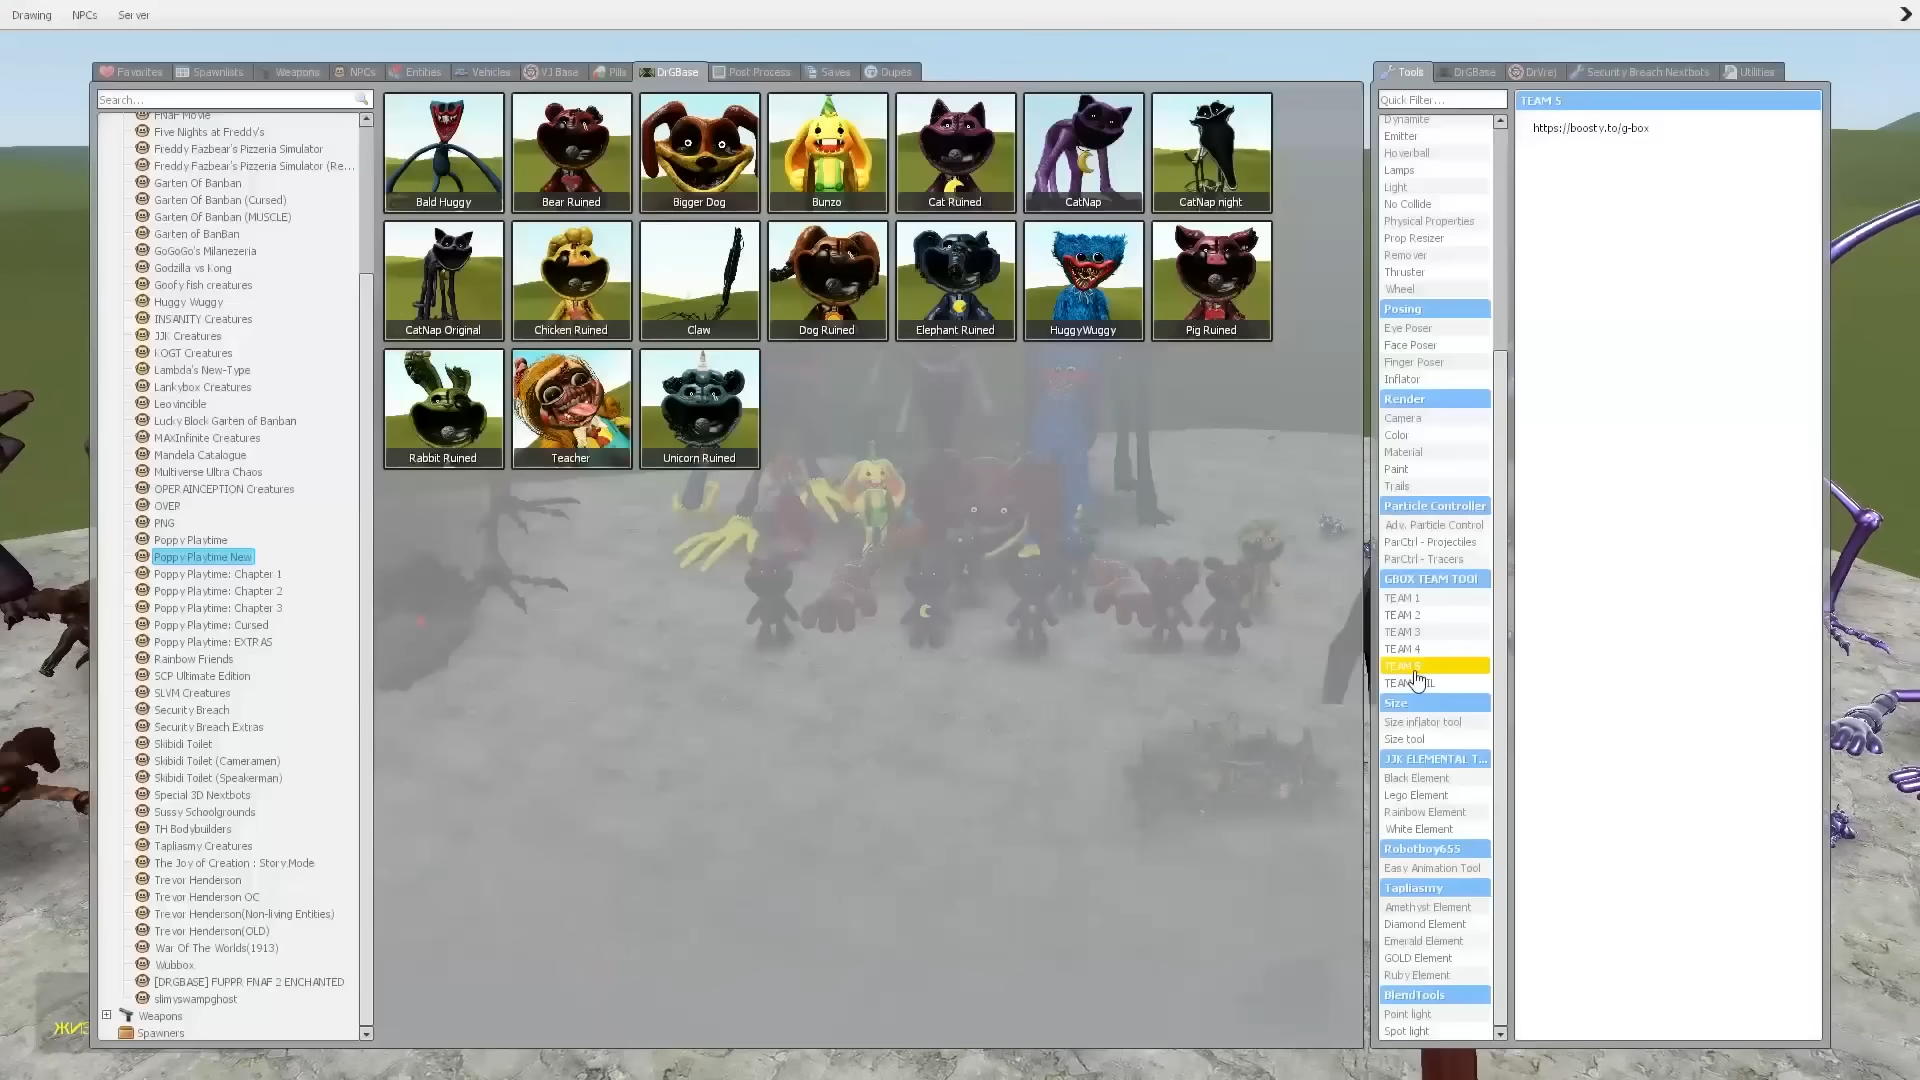 Drawing NPCs Server
Favorites Spawnlists Weapons NPCs Entities Vehicles VJ Base Pills DrGBase Post Process Saves Dupes
Search...
FNaF Movie
Five Nights at Freddy's
Freddy Fazbear's Pizzeria Simulator
Freddy Fazbear's Pizzeria Simulator (Re...
Garten Of Banban
Garten Of Banban (Cursed)
Garten Of Banban (MUSCLE)
Garten of BanBan
GoGoGo's Milanezeria
Godzilla vs Kong
Goofy fish creatures
Huggy Wuggy
INSANITY Creatures
JJK Creatures
KOGT Creatures
Lambda's New-Type
Lankybox Creatures
Leovincible
Lucky Block Garten of Banban
MAXInfinite Creatures
Mandela Catalogue
Multiverse Ultra Chaos
OPERAINCEPTION Creatures
OVER
PNG
Poppy Playtime
Poppy Playtime New
Poppy Playtime: Chapter 1
Poppy Playtime: Chapter 2
Poppy Playtime: Chapter 3
Poppy Playtime: Cursed
Poppy Playtime: EXTRAS
Rainbow Friends
SCP Ultimate Edition
SLVM Creatures
Security Breach
Security Breach Extras
Skibidi Toilet
Skibidi Toilet (Cameramen)
Skibidi Toilet (Speakerman)
Special 3D Nextbots
Sussy Schoolgrounds
TH Bodybuilders
Tapliasmy Creatures
The Joy of Creation : Story Mode
Trevor Henderson
Trevor Henderson OC
Trevor Henderson(Non-living Entities)
Trevor Henderson(OLD)
War Of The Worlds(1913)
Wubbox
[DRGBASE] FUPPR FNAF 2 ENCHANTED
slimyswampghost
Weapons
Spawners
Bald Huggy Bear Ruined Bigger Dog Bunzo Cat Ruined CatNap CatNap night
CatNap Original Chicken Ruined Claw Dog Ruined Elephant Ruined HuggyWuggy Pig Ruined
Rabbit Ruined Teacher Unicorn Ruined
Tools DrGBase DrVrej Security Breach Nextbots Utilities
Quick Filter...
Dynamite
Emitter
Hoverball
Lamps
Light
No Collide
Physical Properties
Prop Resizer
Remover
Thruster
Wheel
Posing
Eye Poser
Face Poser
Finger Poser
Inflator
Render
Camera
Color
Material
Paint
Trails
Particle Controller
Adv. Particle Control
ParCtrl - Projectiles
ParCtrl - Tracers
GBOX TEAM TOOl
TEAM 1
TEAM 2
TEAM 3
TEAM 4
TEAM 5
Size
Size inflator tool
Size tool
JJK ELEMENTAL T...
Black Element
Lego Element
Rainbow Element
White Element
Robotboy655
Easy Animation Tool
Tapliasmy
Amethyst Element
Diamond Element
Emerald Element
GOLD Element
Ruby Element
BlendTools
Point light
Spot light
TEAM 5
https://boosty.to/g-box